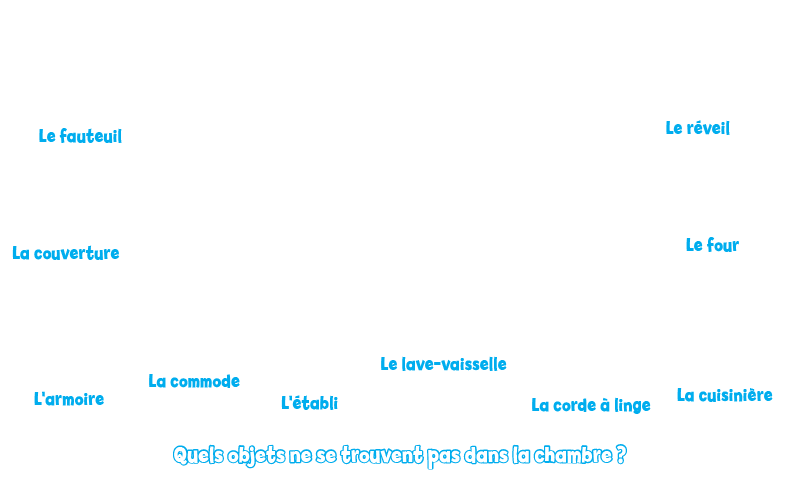 Le fauteuil
Le réveil
La couverture
Le four
Le lave-vaisselle
La commode
L'armoire
L'établi
La corde à linge
La cuisinière
Quels objets ne se trouvent pas dans la chambre ?